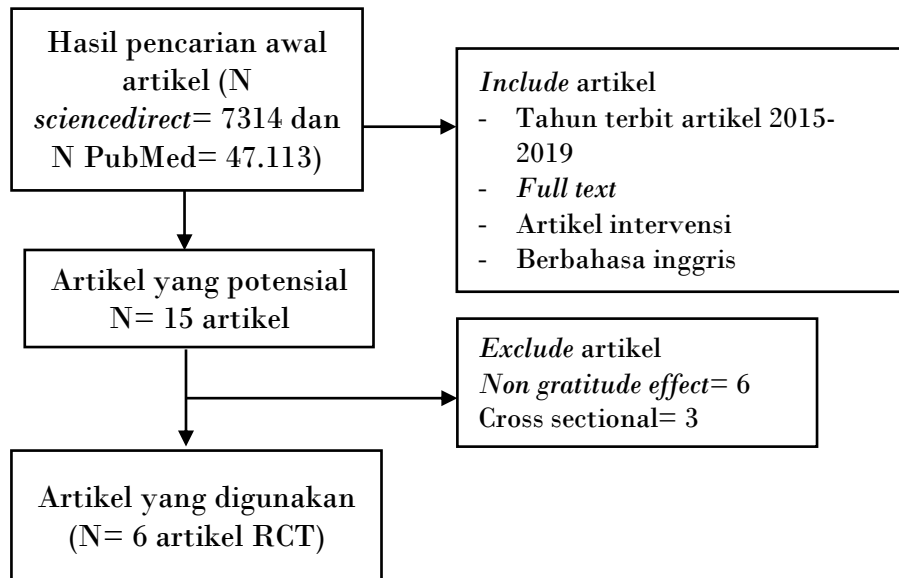 Hasil pencarian awal
artikel (N
sciencedirect= 7314 dan
N PubMed= 47.113)
Include artikel
- Tahun terbit artikel 2015-
2019
- Full text
- Artikel intervensi
- Berbahasa inggris
Artikel yang potensial
N= 15 artikel
Exclude artikel
Non gratitude effect= 6
Cross sectional= 3
Artikel yang digunakan
(N= 6 artikel RCT)